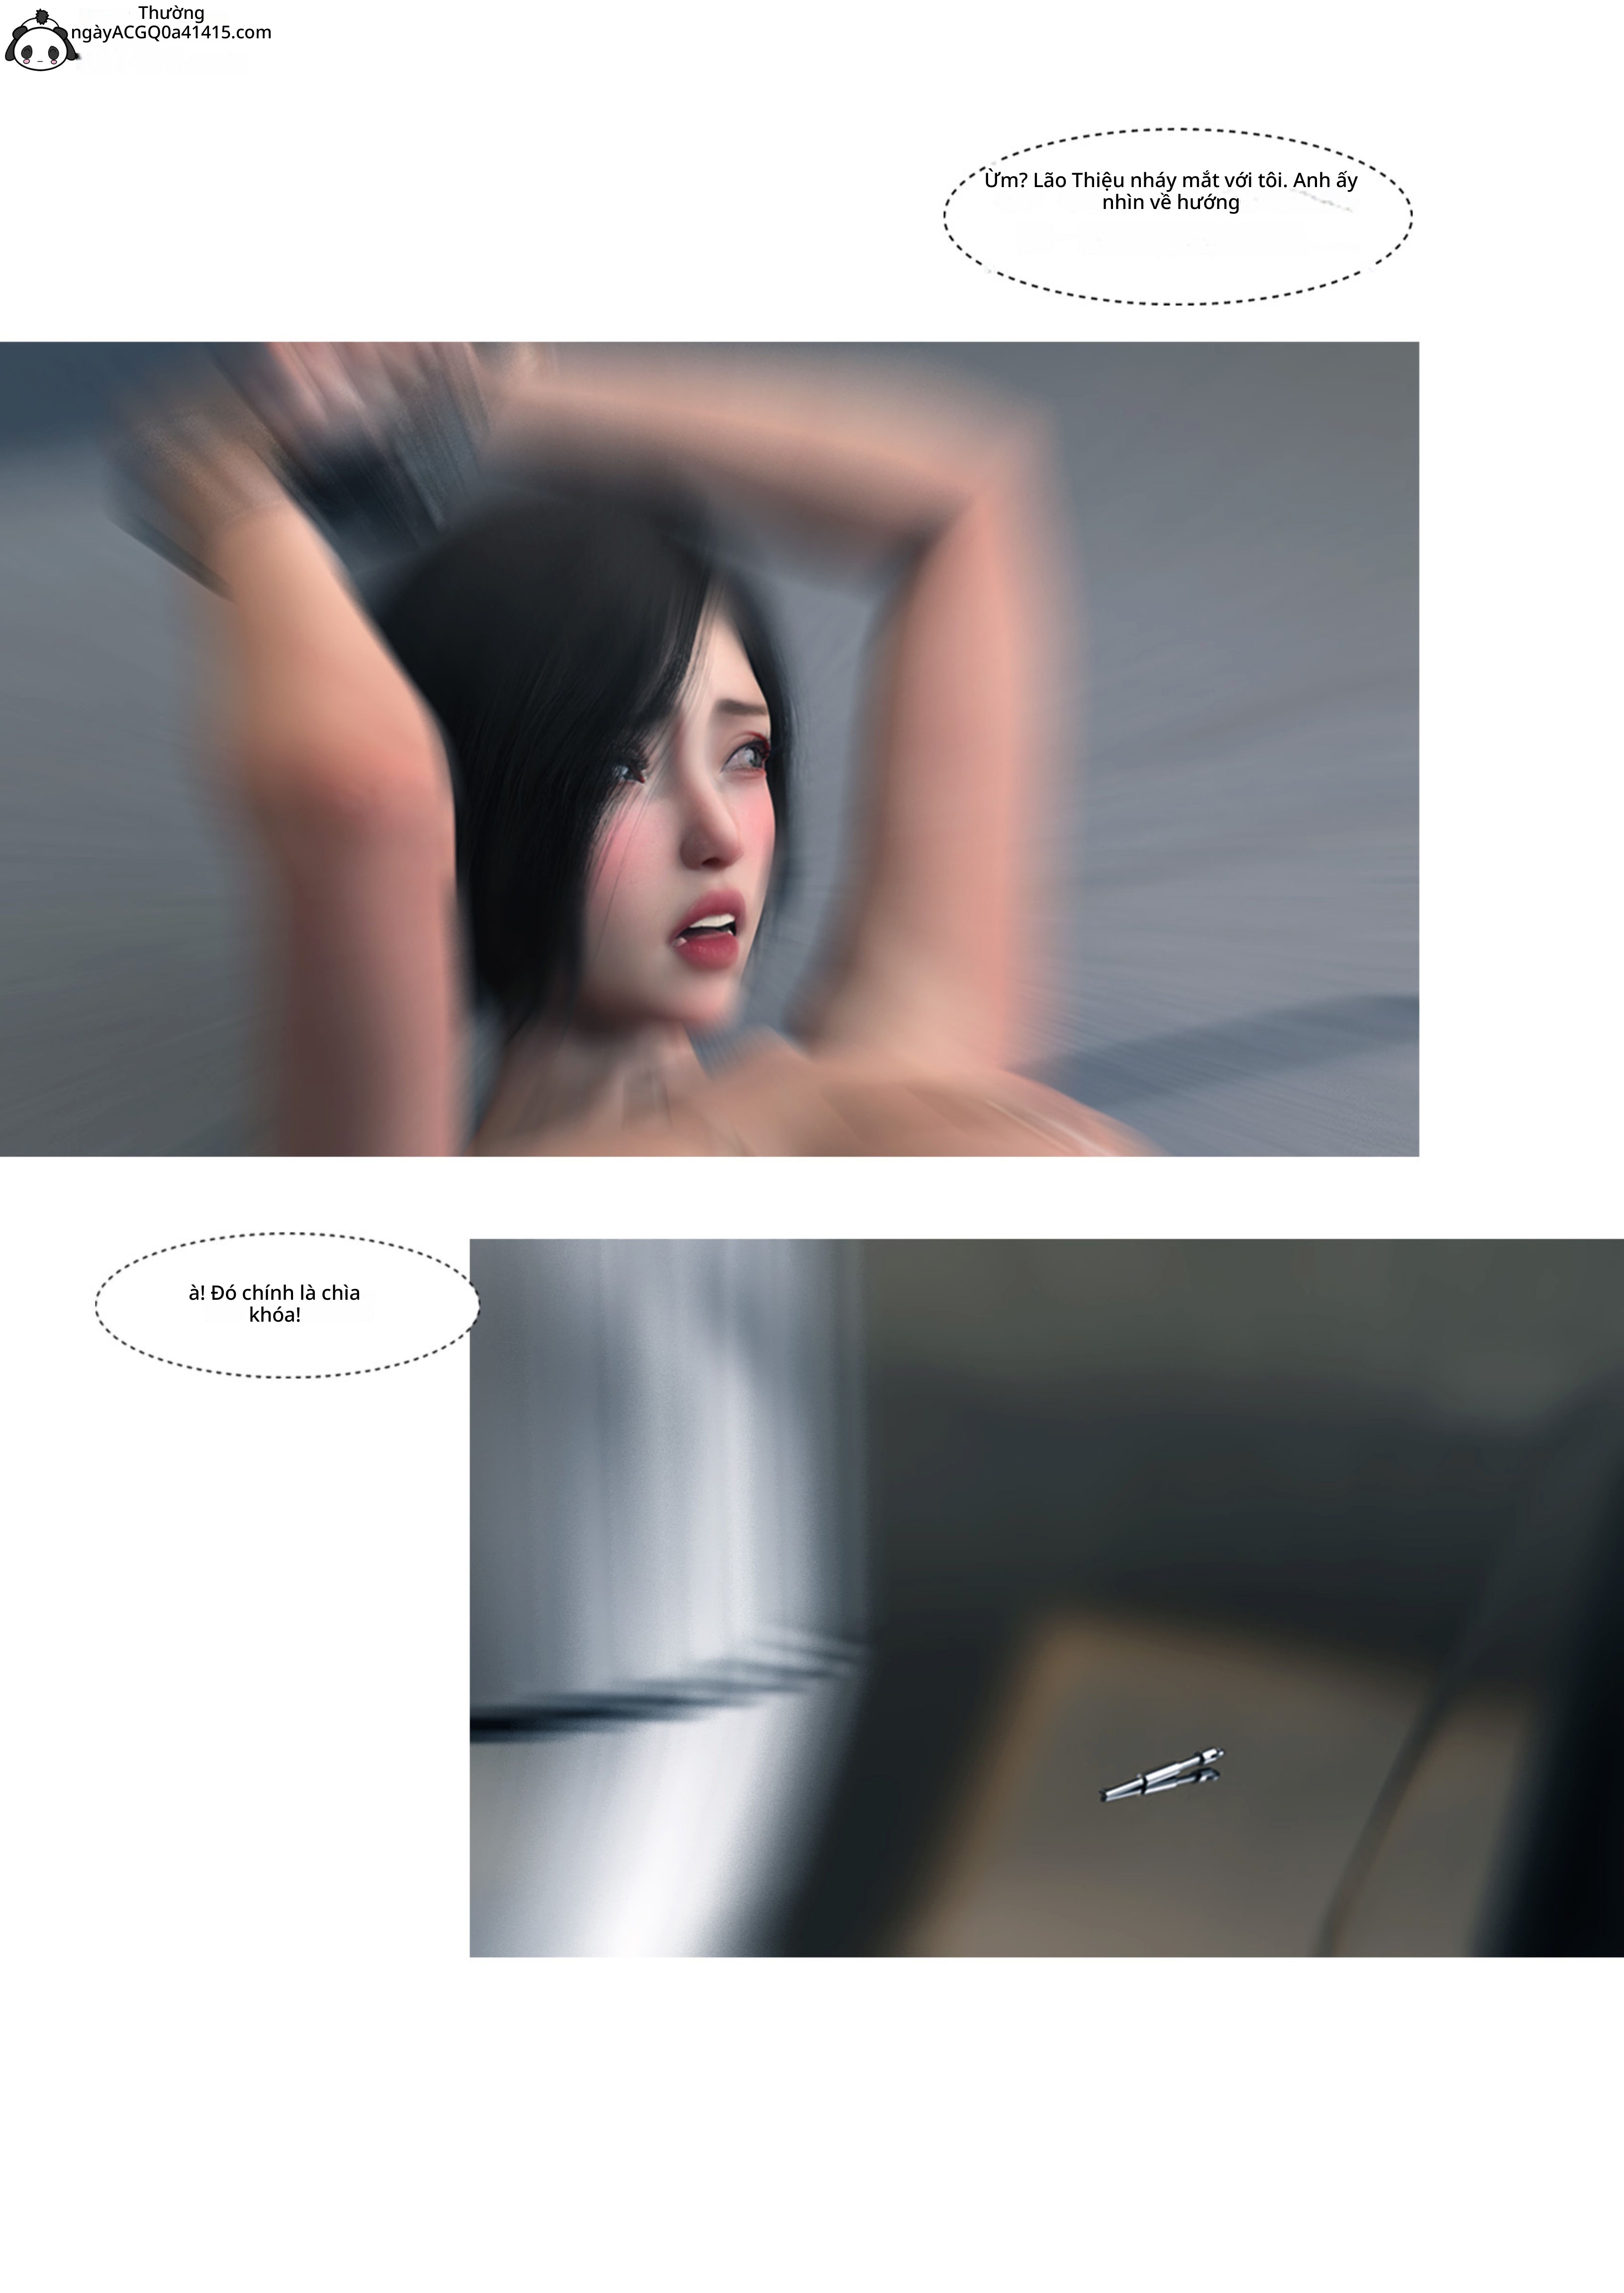 Thường
ngàyACGQ0a41415.com
Ừm? Lão Thiệu nháy mắt với tôi. Anh ấy
nhìn về hướng
à! Đó chính là chìa
khóa!